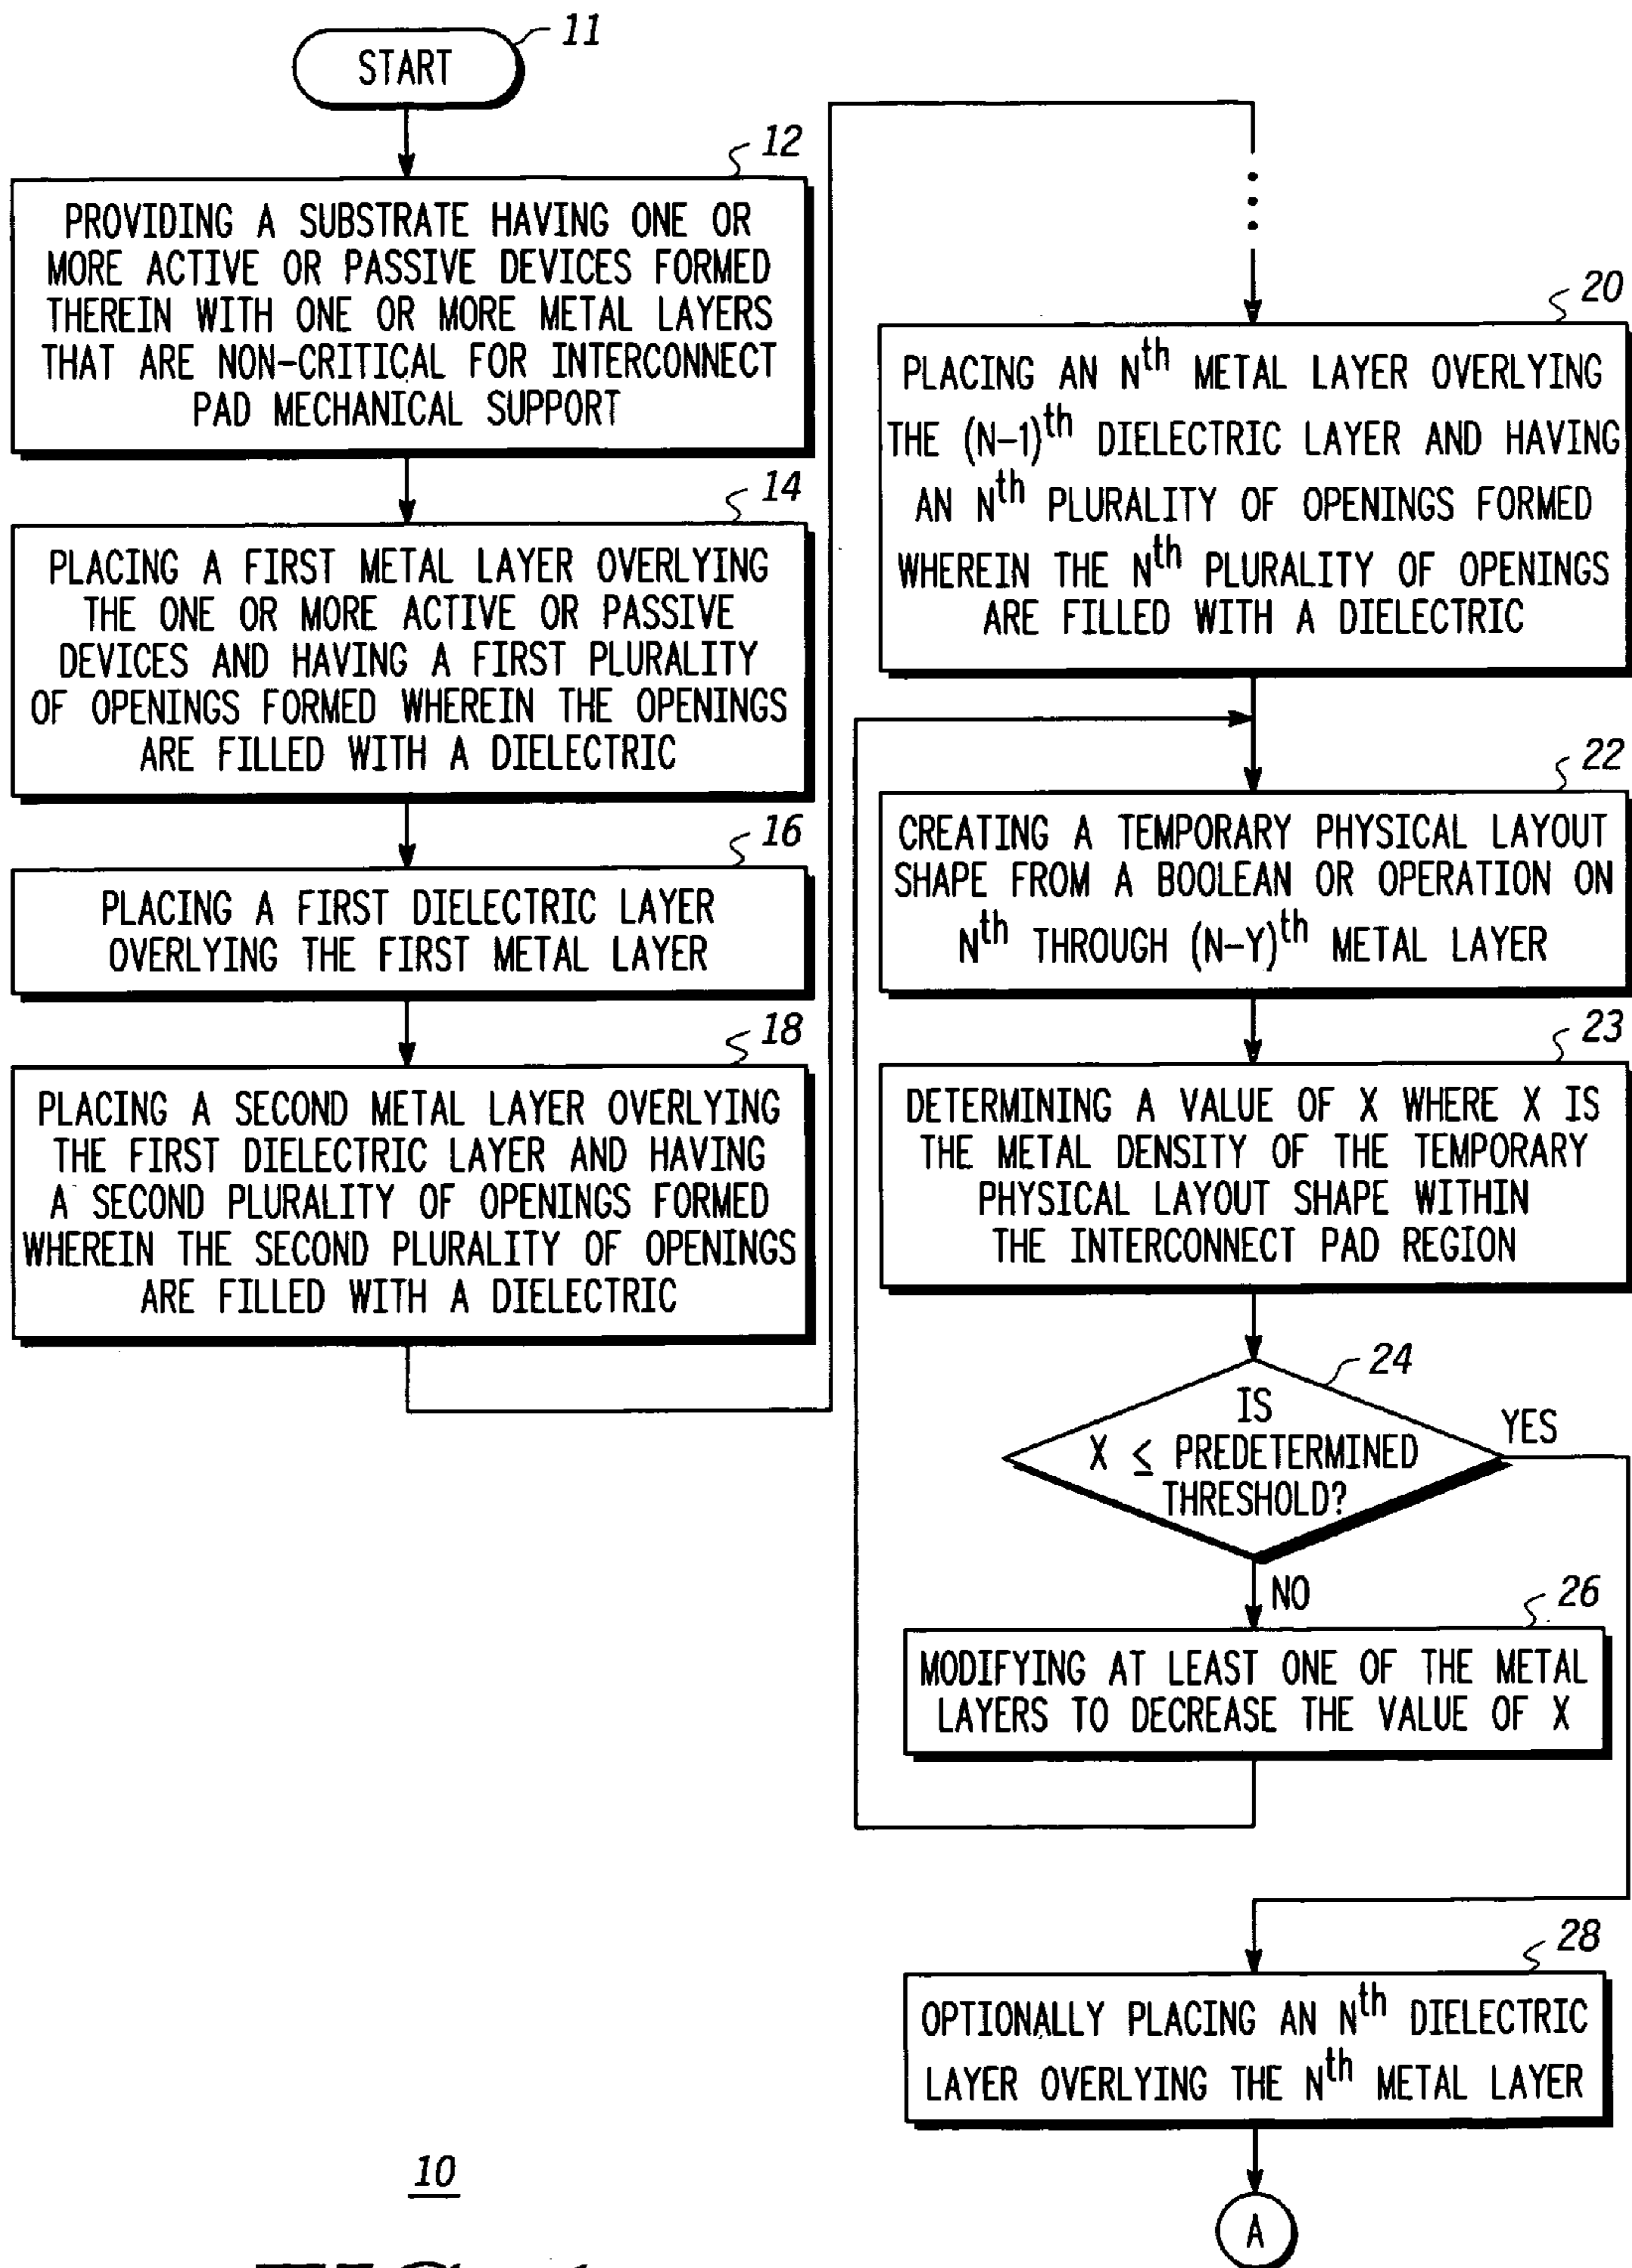 START
11
12
PROVIDING A SUBSTRATE HAVING ONE OR
MORE ACTIVE OR PASSIVE DEVICES FORMED
THEREIN WITH ONE OR MORE METAL LAYERS
THAT ARE NON-CRITICAL FOR INTERCONNECT
PAD MECHANICAL SUPPORT
14
PLACING A FIRST METAL LAYER OVERLYING
THE ONE OR MORE ACTIVE OR PASSIVE
DEVICES AND HAVING A FIRST PLURALITY
OF OPENINGS FORMED WHEREIN THE OPENINGS
ARE FILLED WITH A DIELECTRIC
16
PLACING A FIRST DIELECTRIC LAYER
OVERLYING THE FIRST METAL LAYER
18
PLACING A SECOND METAL LAYER OVERLYING
THE FIRST DIELECTRIC LAYER AND HAVING
A SECOND PLURALITY OF OPENINGS FORMED
WHEREIN THE SECOND PLURALITY OF OPENINGS
ARE FILLED WITH A DIELECTRIC
20
PLACING AN Nth METAL LAYER OVERLYING
THE (N-1)th DIELECTRIC LAYER AND HAVING
AN Nth PLURALITY OF OPENINGS FORMED
WHEREIN THE Nth PLURALITY OF OPENINGS
ARE FILLED WITH A DIELECTRIC
22
CREATING A TEMPORARY PHYSICAL LAYOUT
SHAPE FROM A BOOLEAN OR OPERATION ON
Nth THROUGH (N-Y)th METAL LAYER
23
DETERMINING A VALUE OF X WHERE X IS
THE METAL DENSITY OF THE TEMPORARY
PHYSICAL LAYOUT SHAPE WITHIN
THE INTERCONNECT PAD REGION
24
IS
X ≤ PREDETERMINED
THRESHOLD?
YES
NO
26
MODIFYING AT LEAST ONE OF THE METAL
LAYERS TO DECREASE THE VALUE OF X
28
OPTIONALLY PLACING AN Nth DIELECTRIC
LAYER OVERLYING THE Nth METAL LAYER
A
10